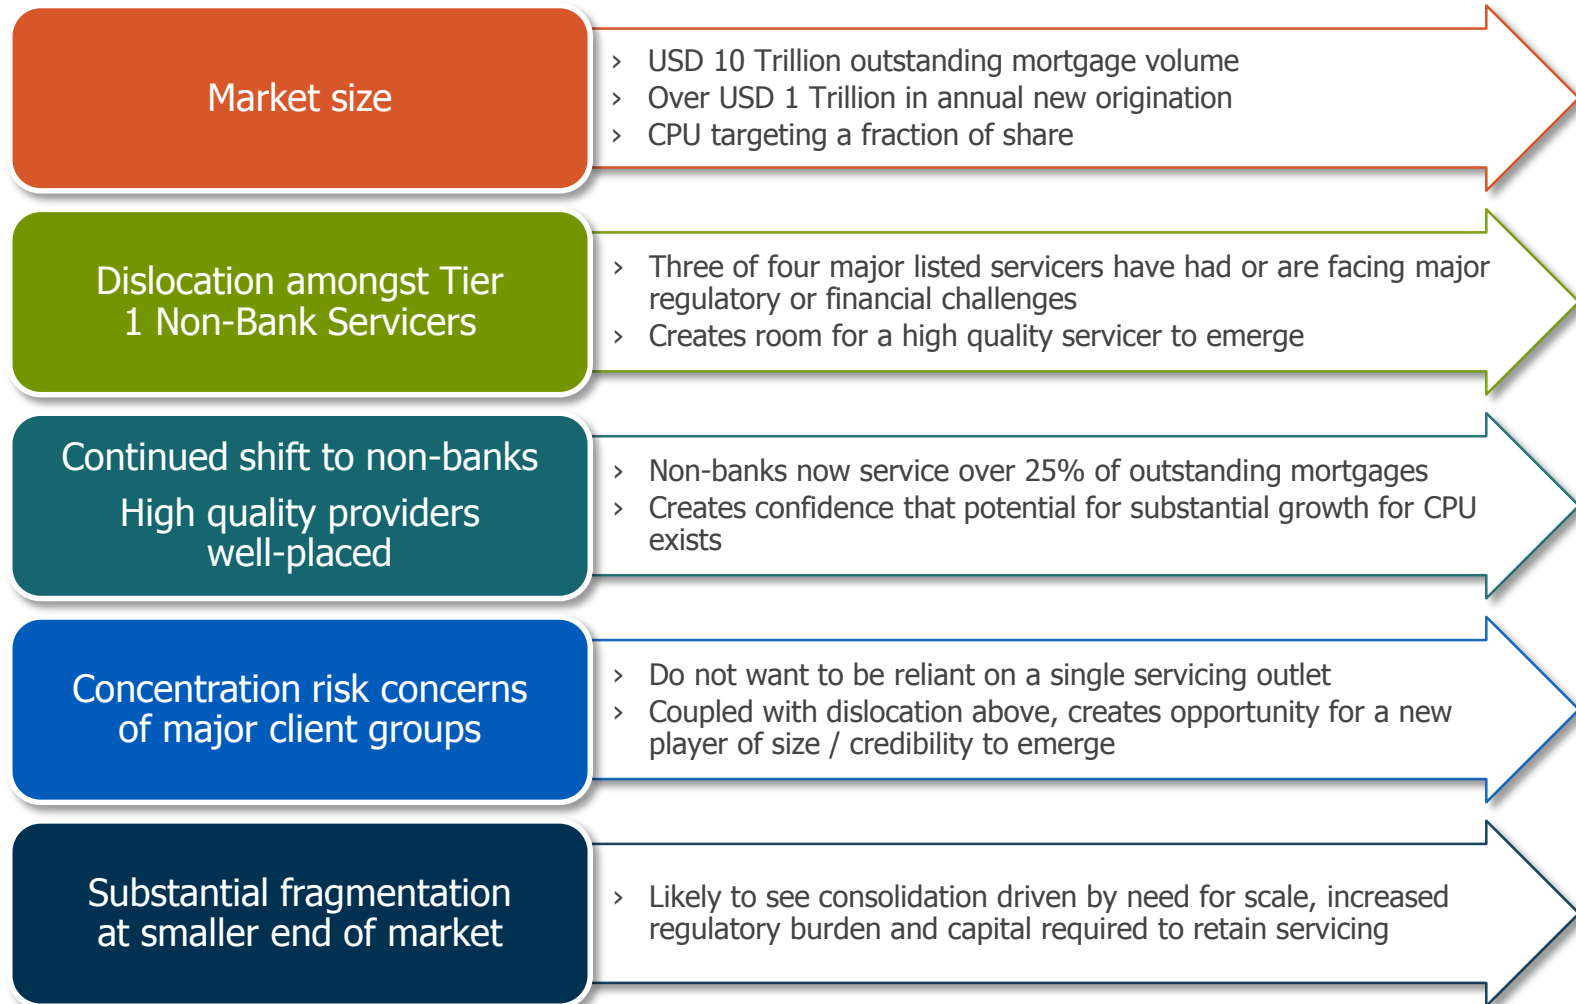 Market size
› USD 10 Trillion outstanding mortgage volume
› Over USD 1 Trillion in annual new origination
› CPU targeting a fraction of share
Dislocation amongst Tier
1 Non-Bank Servicers
› Three of four major listed servicers have had or are facing major
regulatory or financial challenges
› Creates room for a high quality servicer to emerge
Continued shift to non-banks
High quality providers
well-placed
› Non-banks now service over 25% of outstanding mortgages
› Creates confidence that potential for substantial growth for CPU
exists
Concentration risk concerns
of major client groups
› Do not want to be reliant on a single servicing outlet
› Coupled with dislocation above, creates opportunity for a new
player of size / credibility to emerge
Substantial fragmentation
at smaller end of market
› Likely to see consolidation driven by need for scale, increased
regulatory burden and capital required to retain servicing